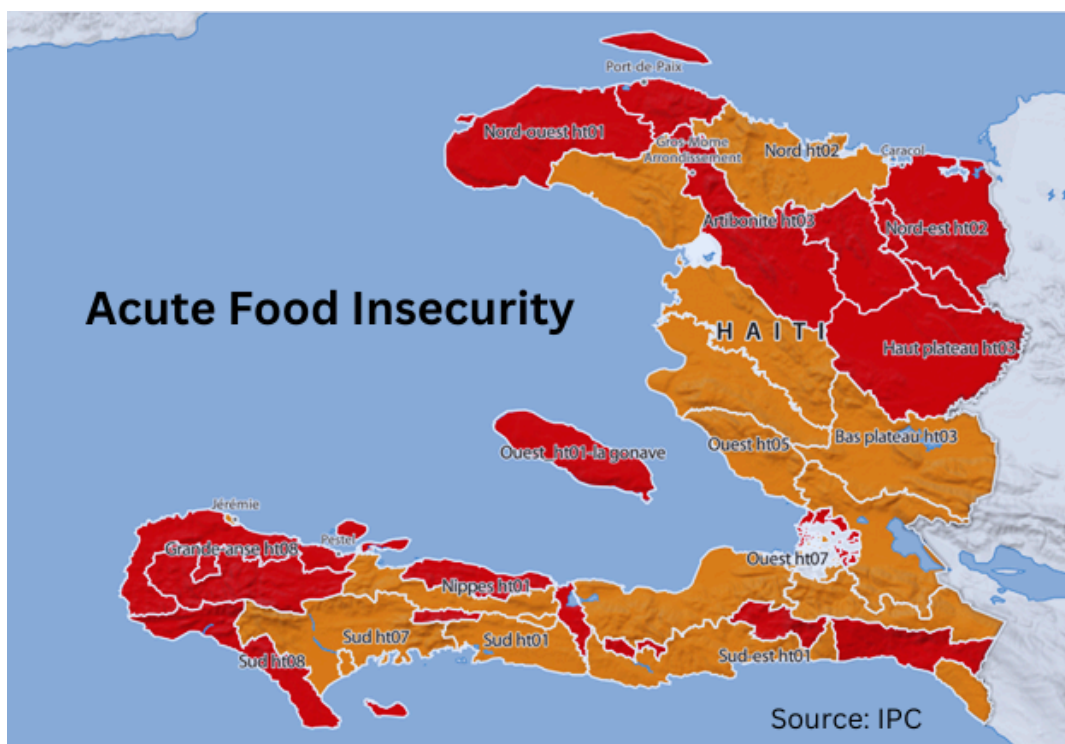 Port-de-Paix
Nord-ouest ht01
Gros-Morne
Arrondissement
Nord ht02
Caracol
Artibonite ht03
Nord-est ht02
Acute Food Insecurity
HAITI
Haut plateau ht03
Ouest ht05
Bas plateau ht03
Ouest_ht01-la gonave
Jérémie
Pestel
Grande-anse ht08
Ouest ht07
Nippes ht01
Sud ht07
Sud ht01
Sud ht08
Sud-est ht01
Source: IPC